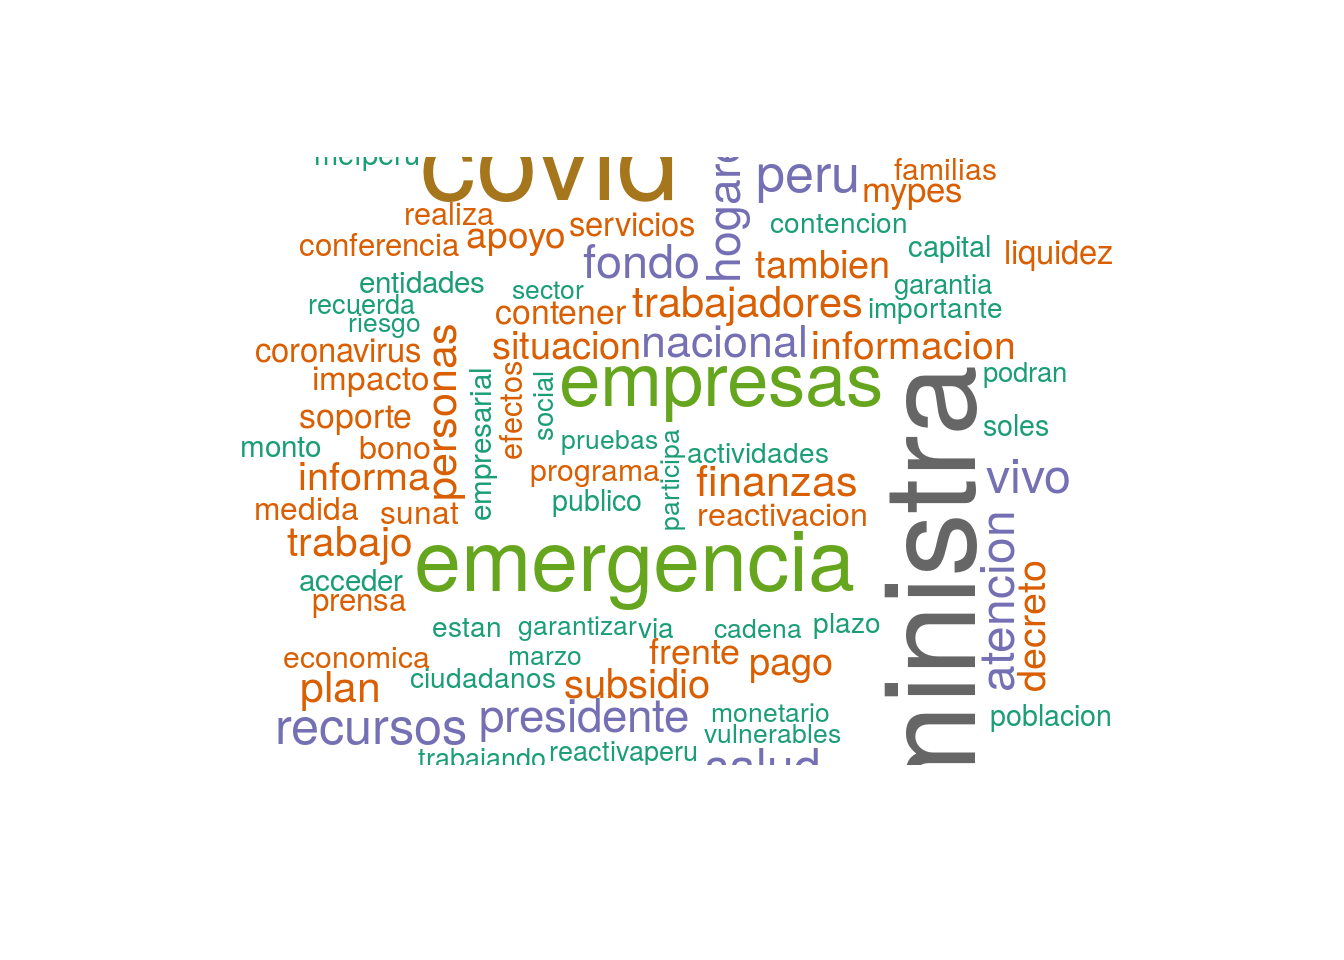 mefperu
covid
hogare
peru
familias
mypes
realiza
servicios
contencion
conferencia
apoyo
capital
liquidez
fondo
tambien
entidades
sector
garantia
recuerda
contener
trabajadores
importante
riesgo
coronavirus
personas
situacion
nacional
informacion
impacto
empresarial
efectos
social
empresas
ministra
podran
soporte
soles
monto
bono
pruebas
actividades
informa
programa
participa
finanzas
vivo
medida
sunat
publico
reactivacion
trabajo
emergencia
atencion
decreto
acceder
prensa
estan
garantizar
via
cadena
plazo
economica
marzo
frente
pago
plan
ciudadanos
subsidio
recursos
presidente
monetario
poblacion
vulnerables
trabajando
reactivaperu
salud